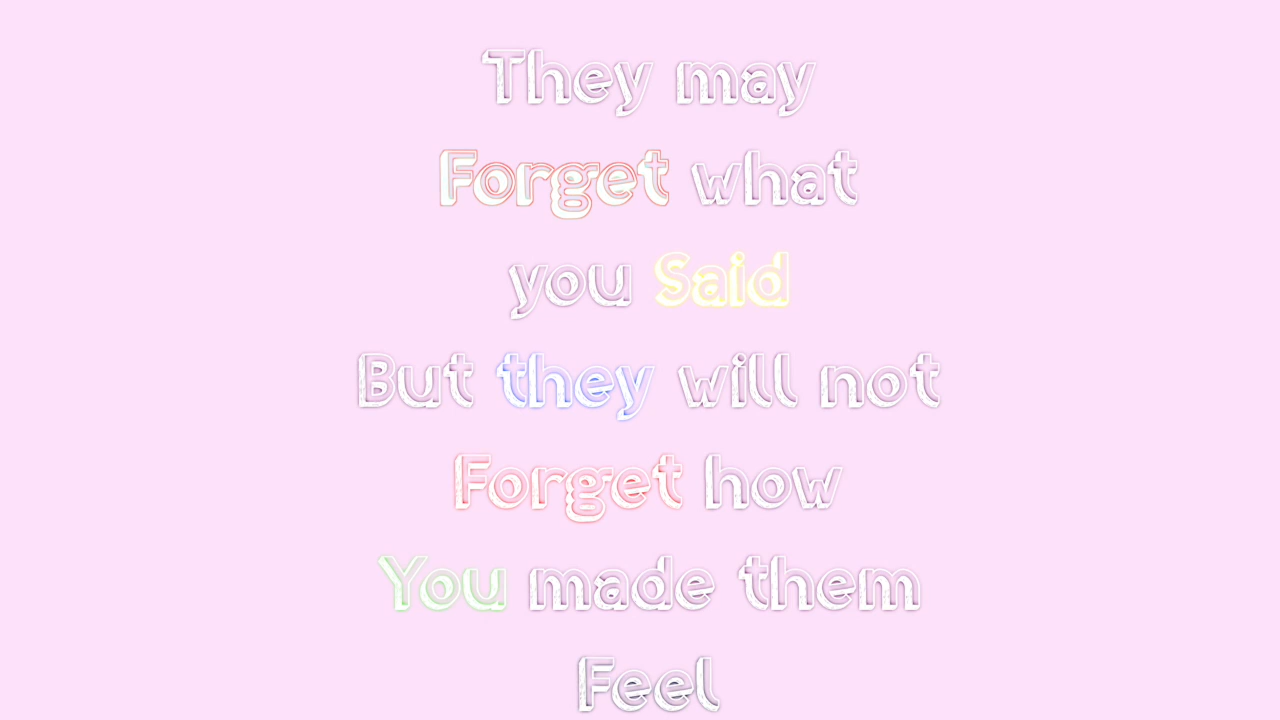 They may
Forget what
you Said
But they will not
Forget how
You made them
Feel